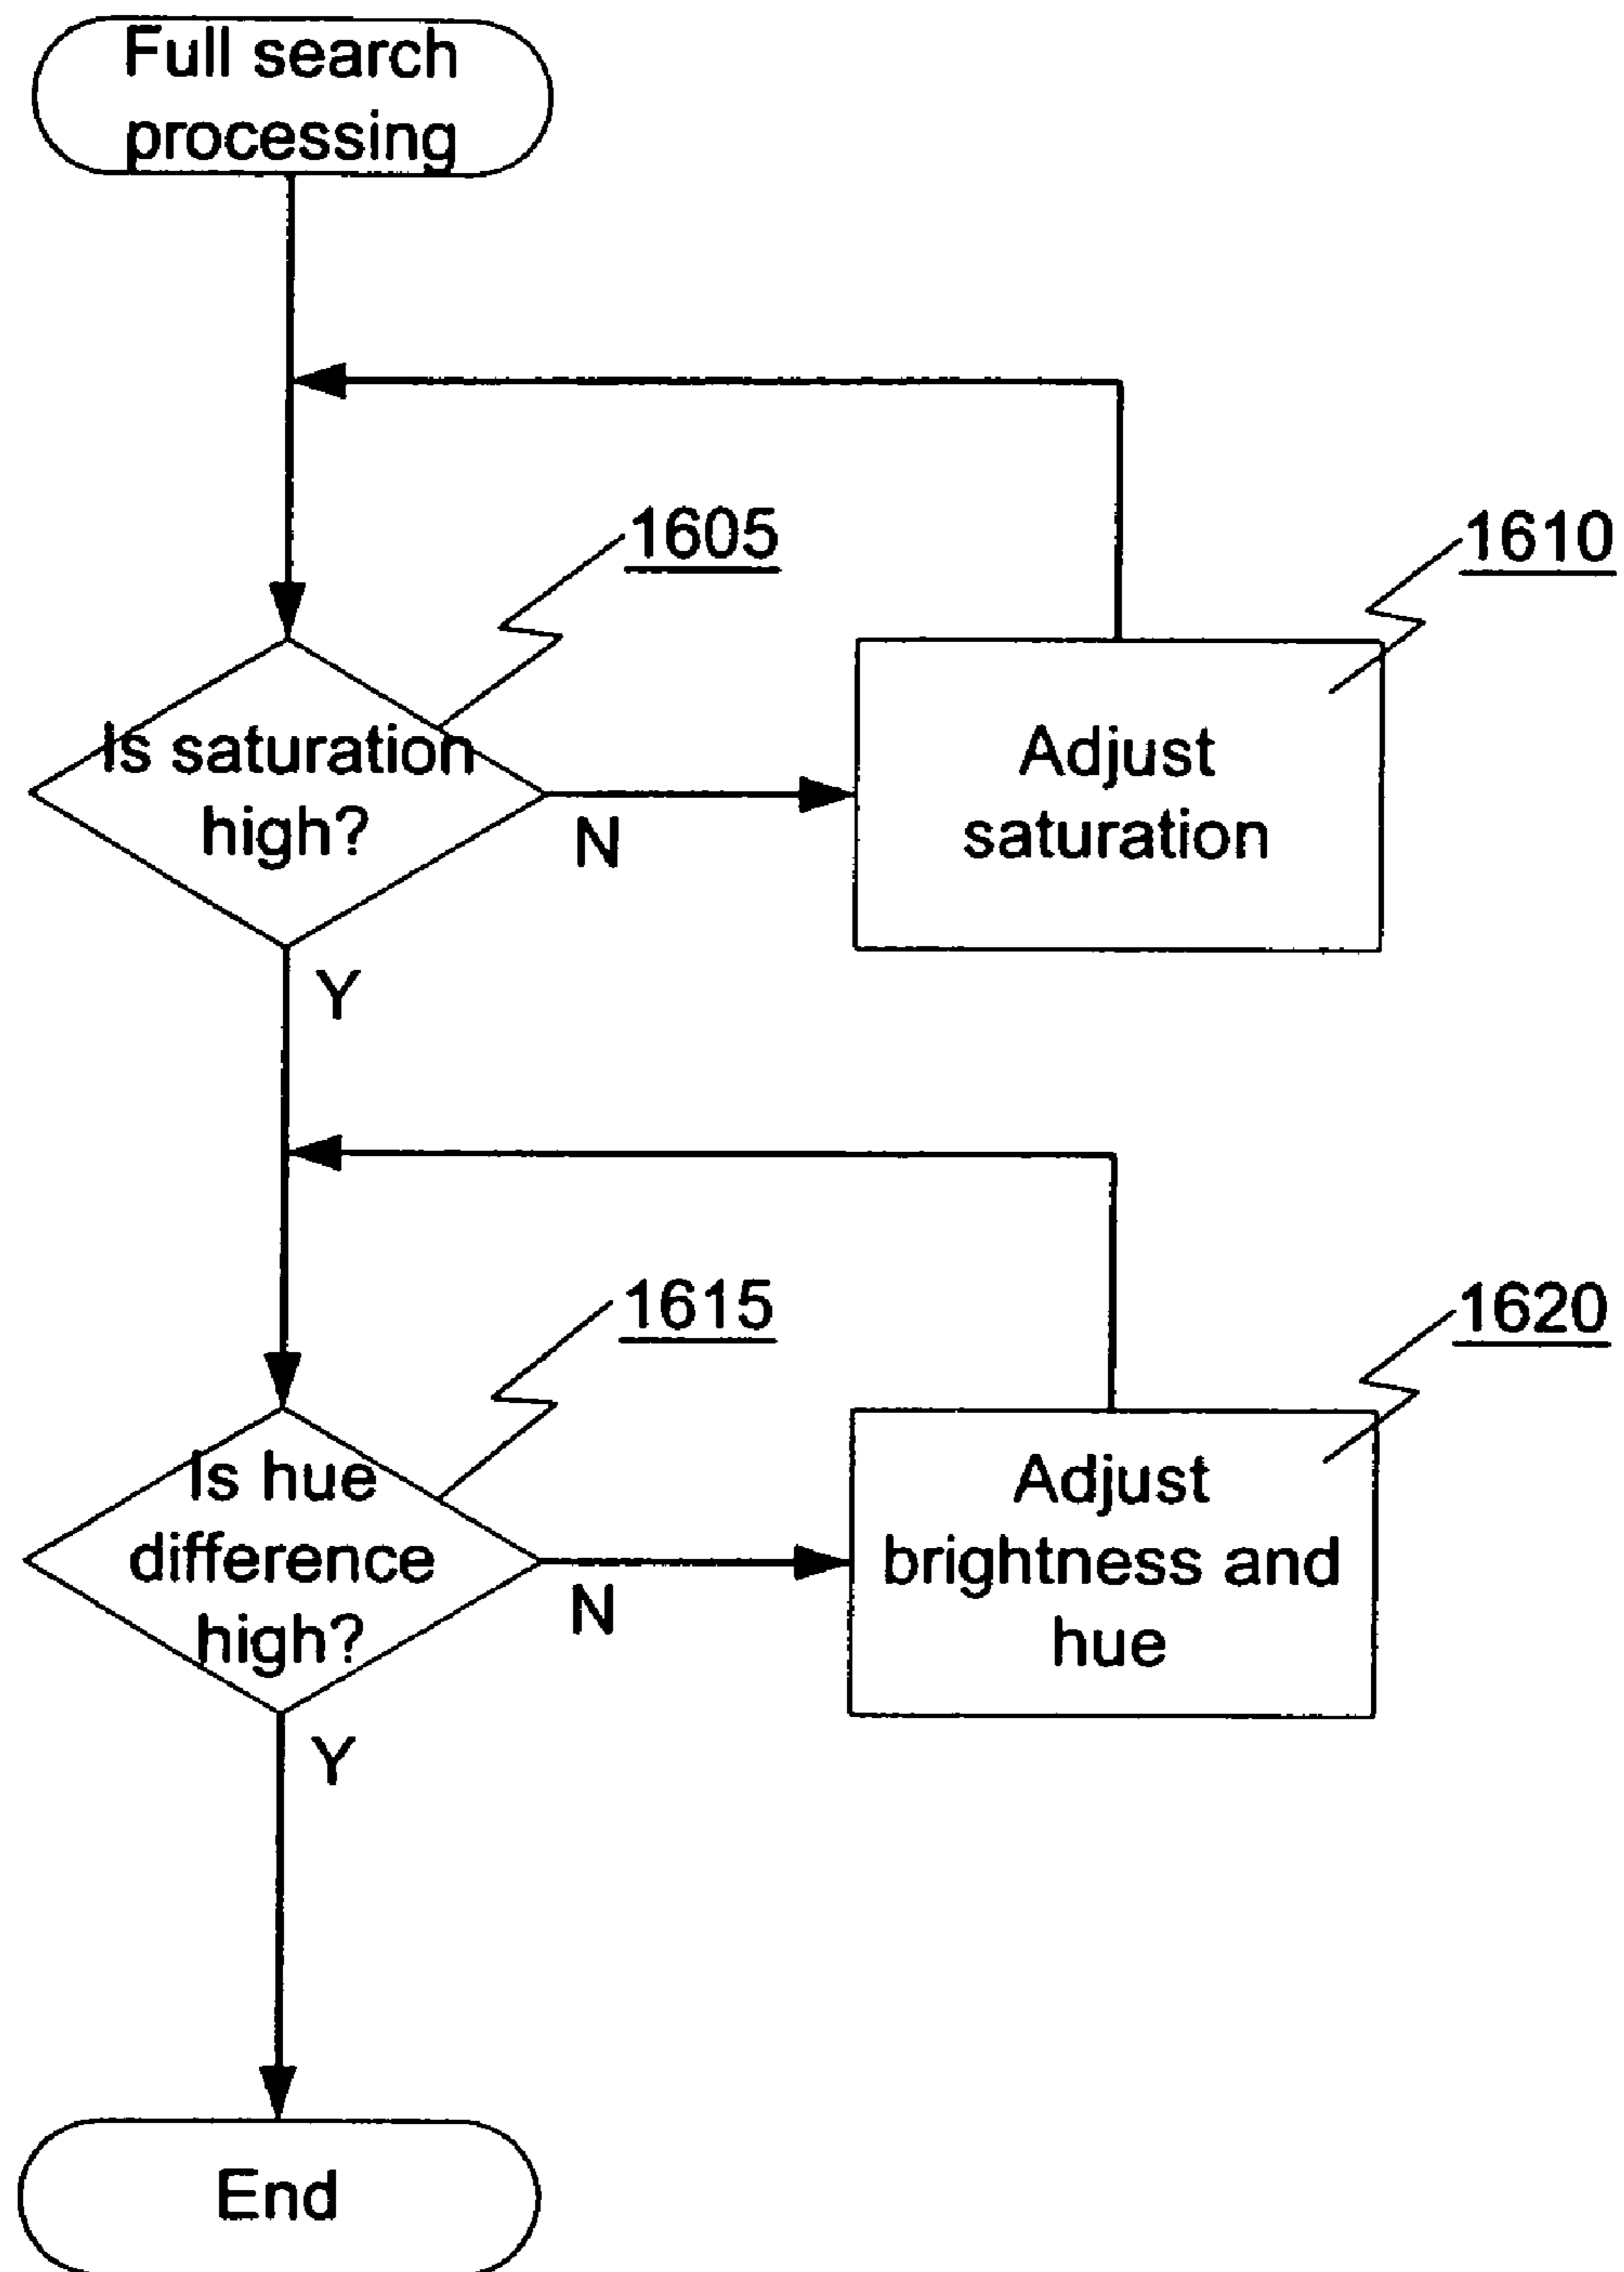 Full search
processing
1605
1610
Is saturation
high?
N
Adjust
saturation
Y
1615
1620
Is hue
difference
high?
N
Adjust
brightness and
hue
Y
End